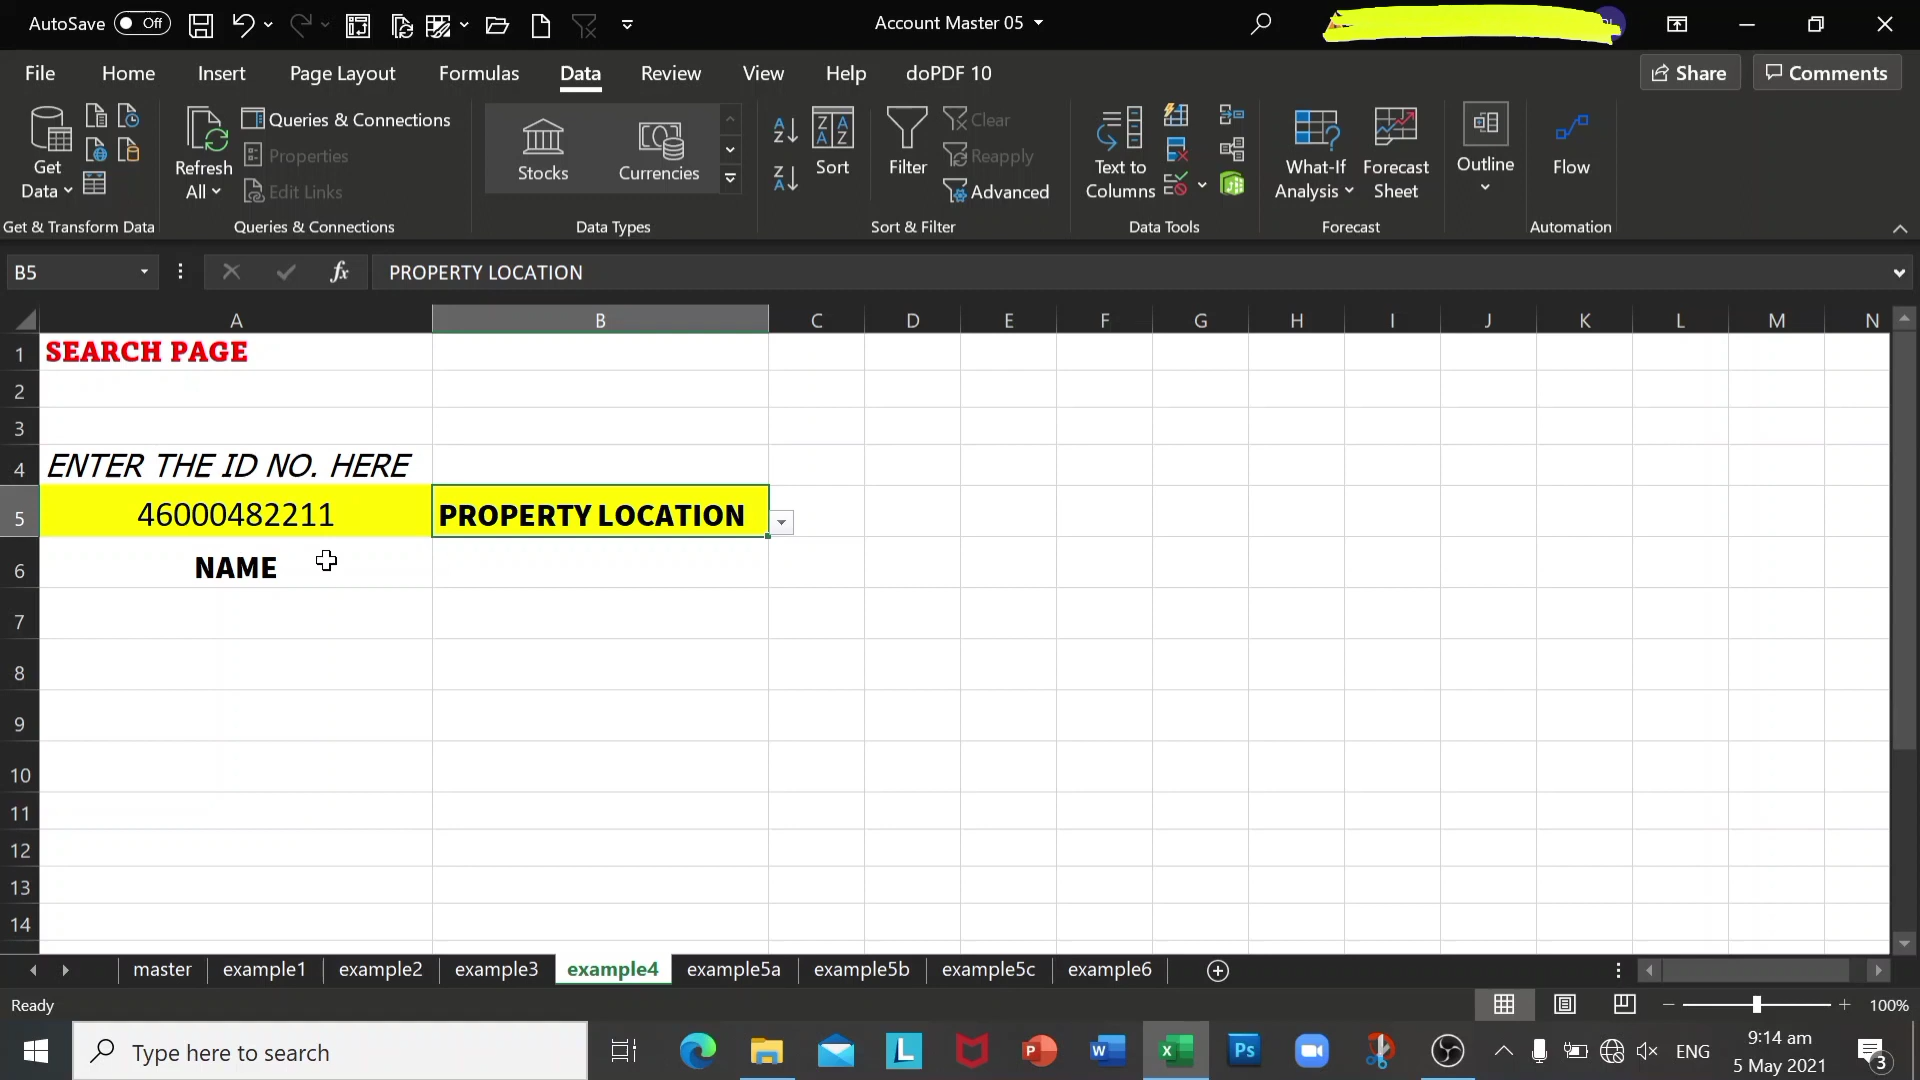 AutoSave Off Account Master 05
File Home Insert Page Layout Formulas Data Review View Help doPDF 10 Share Comments
Get Data
Refresh All
Queries & Connections
Properties
Edit Links
Stocks
Currencies
Sort
Filter
Clear
Reapply
Advanced
Text to Columns
What-If Analysis
Forecast Sheet
Outline
Flow
Get & Transform Data Queries & Connections Data Types Sort & Filter Data Tools Forecast Automation
B5 fx PROPERTY LOCATION
A B C D E F G H I J K L M N
1 SEARCH PAGE
2
3
4 ENTER THE ID NO. HERE
5 46000482211 PROPERTY LOCATION
6 NAME
7
8
9
10
11
12
13
14
master example1 example2 example3 example4 example5a example5b example5c example6
Ready 100%
Type here to search ENG 9:14 am
5 May 2021 3